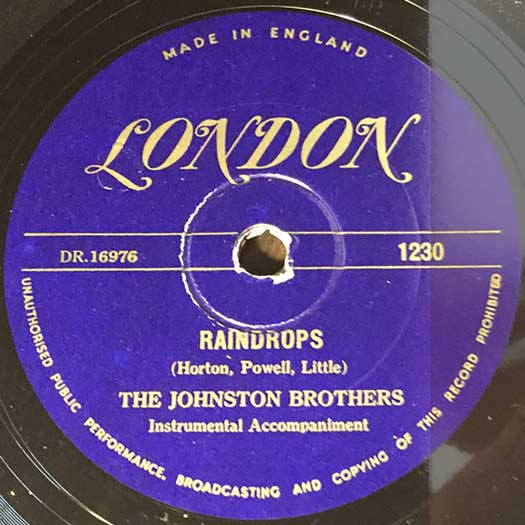 MADE IN ENGLAND
LONDON
DR.16976
1230
RAINDROPS
(Horton, Powell, Little)
THE JOHNSTON BROTHERS
Instrumental Accompaniment
UNAUTHORISED PUBLIC PERFORMANCE, BROADCASTING AND COPYING OF THIS RECORD PROHIBITED